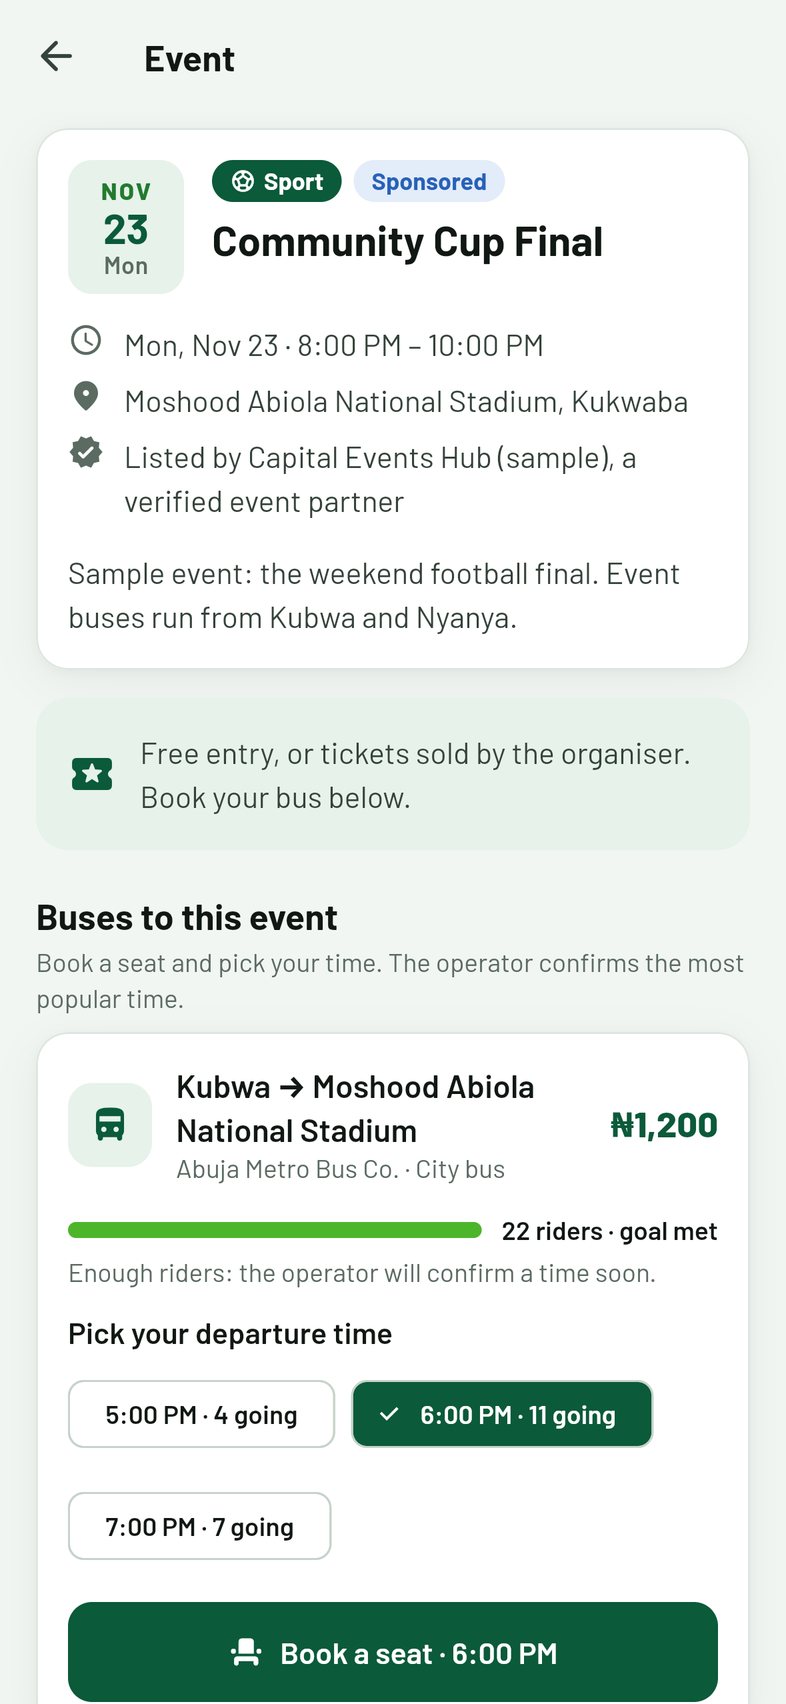 Event
NOV
23
Mon
Sport
Sponsored
Community Cup Final
Mon, Nov 23 · 8:00 PM – 10:00 PM
Moshood Abiola National Stadium, Kukwaba
Listed by Capital Events Hub (sample), a
verified event partner
Sample event: the weekend football final. Event
buses run from Kubwa and Nyanya.
Free entry, or tickets sold by the organiser.
Book your bus below.
Buses to this event
Book a seat and pick your time. The operator confirms the most
popular time.
Kubwa → Moshood Abiola
National Stadium
₦1,200
Abuja Metro Bus Co. · City bus
22 riders · goal met
Enough riders: the operator will confirm a time soon.
Pick your departure time
5:00 PM · 4 going
6:00 PM · 11 going
7:00 PM · 7 going
Book a seat · 6:00 PM